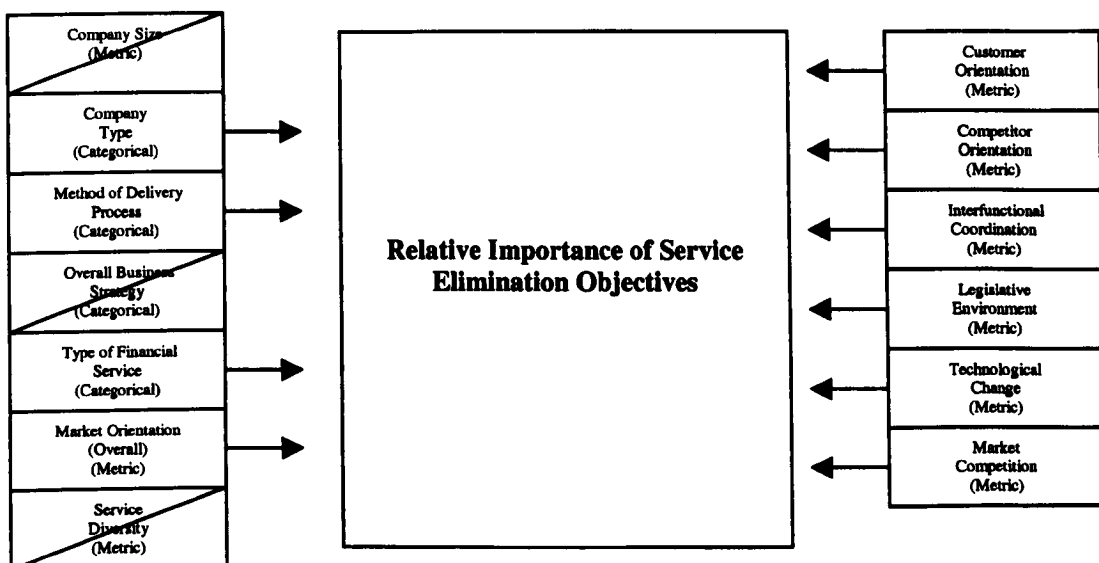 Company Size
(Metric)
Company
Type
(Categorical)
Method of Delivery
Process
(Categorical)
Overall Business
Strategy
(Categorical)
Type of Financial
Service
(Categorical)
Market Orientation
(Overall)
(Metric)
Service
Diversity
(Metric)
Relative Importance of Service
Elimination Objectives
Customer
Orientation
(Metric)
Competitor
Orientation
(Metric)
Interfunctional
Coordination
(Metric)
Legislative
Environment
(Metric)
Technological
Change
(Metric)
Market
Competition
(Metric)